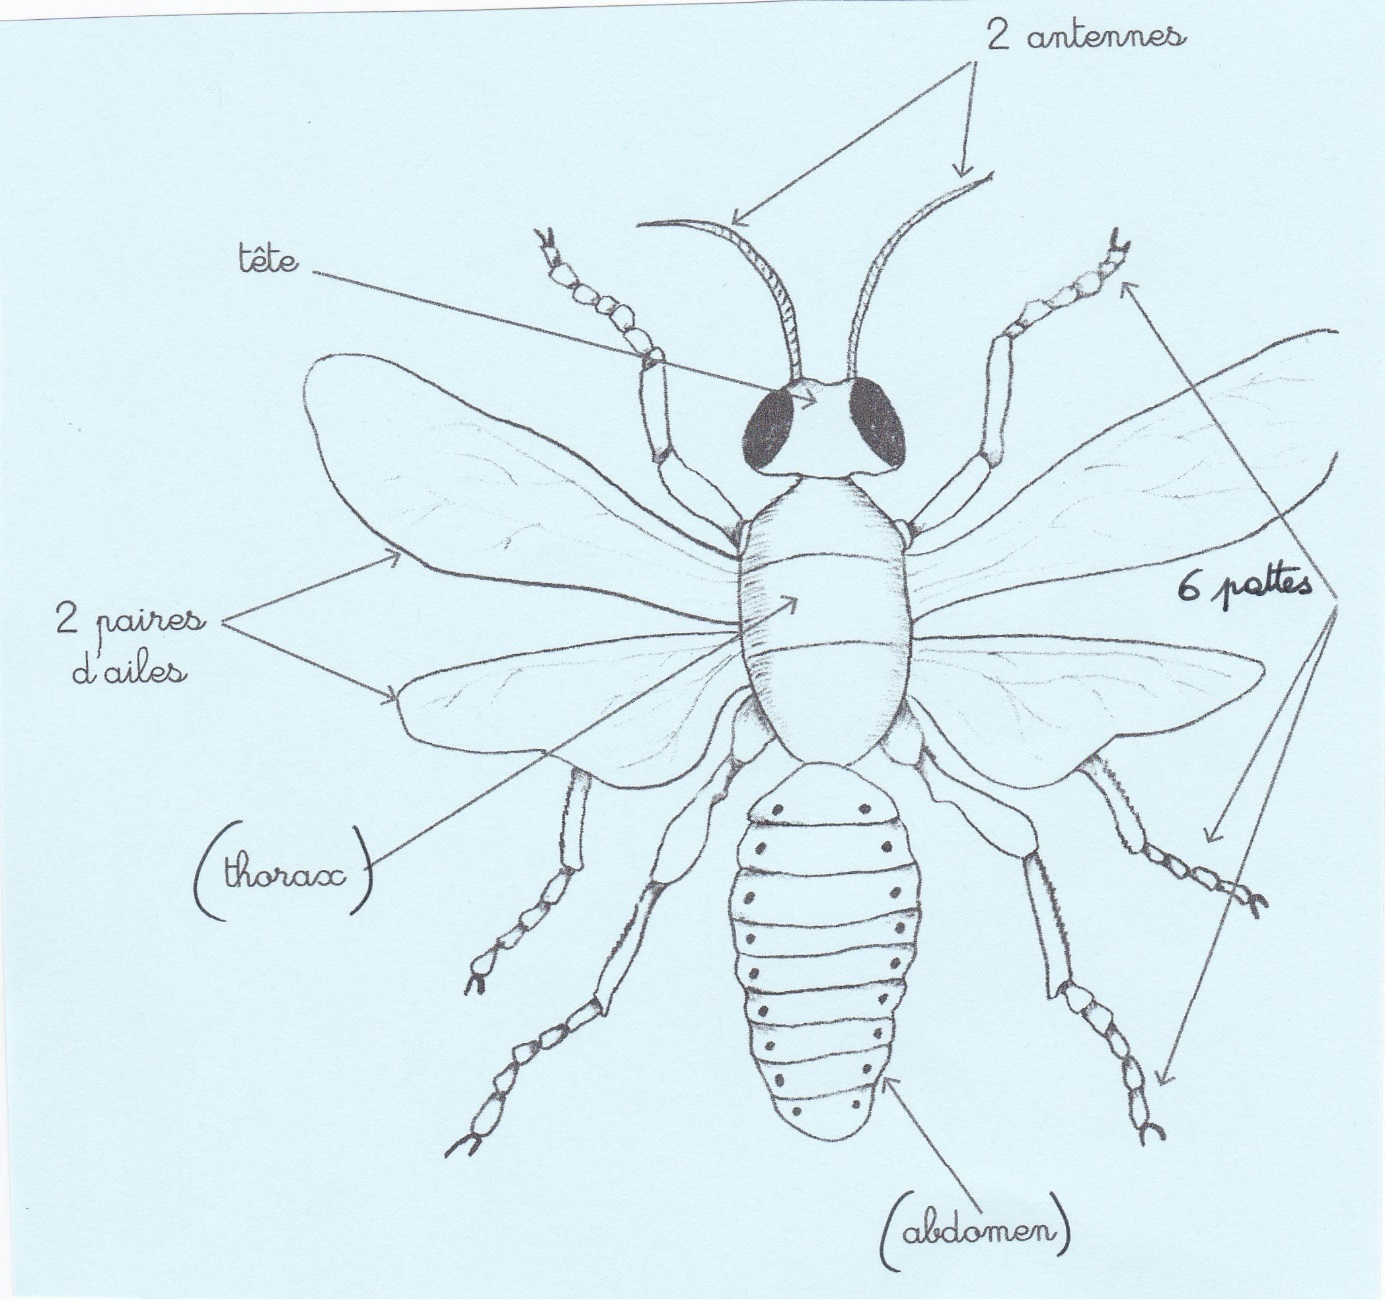 2 antennes
tête
6 pattes
2 paires
d'ailes
(thorax)
(abdomen)